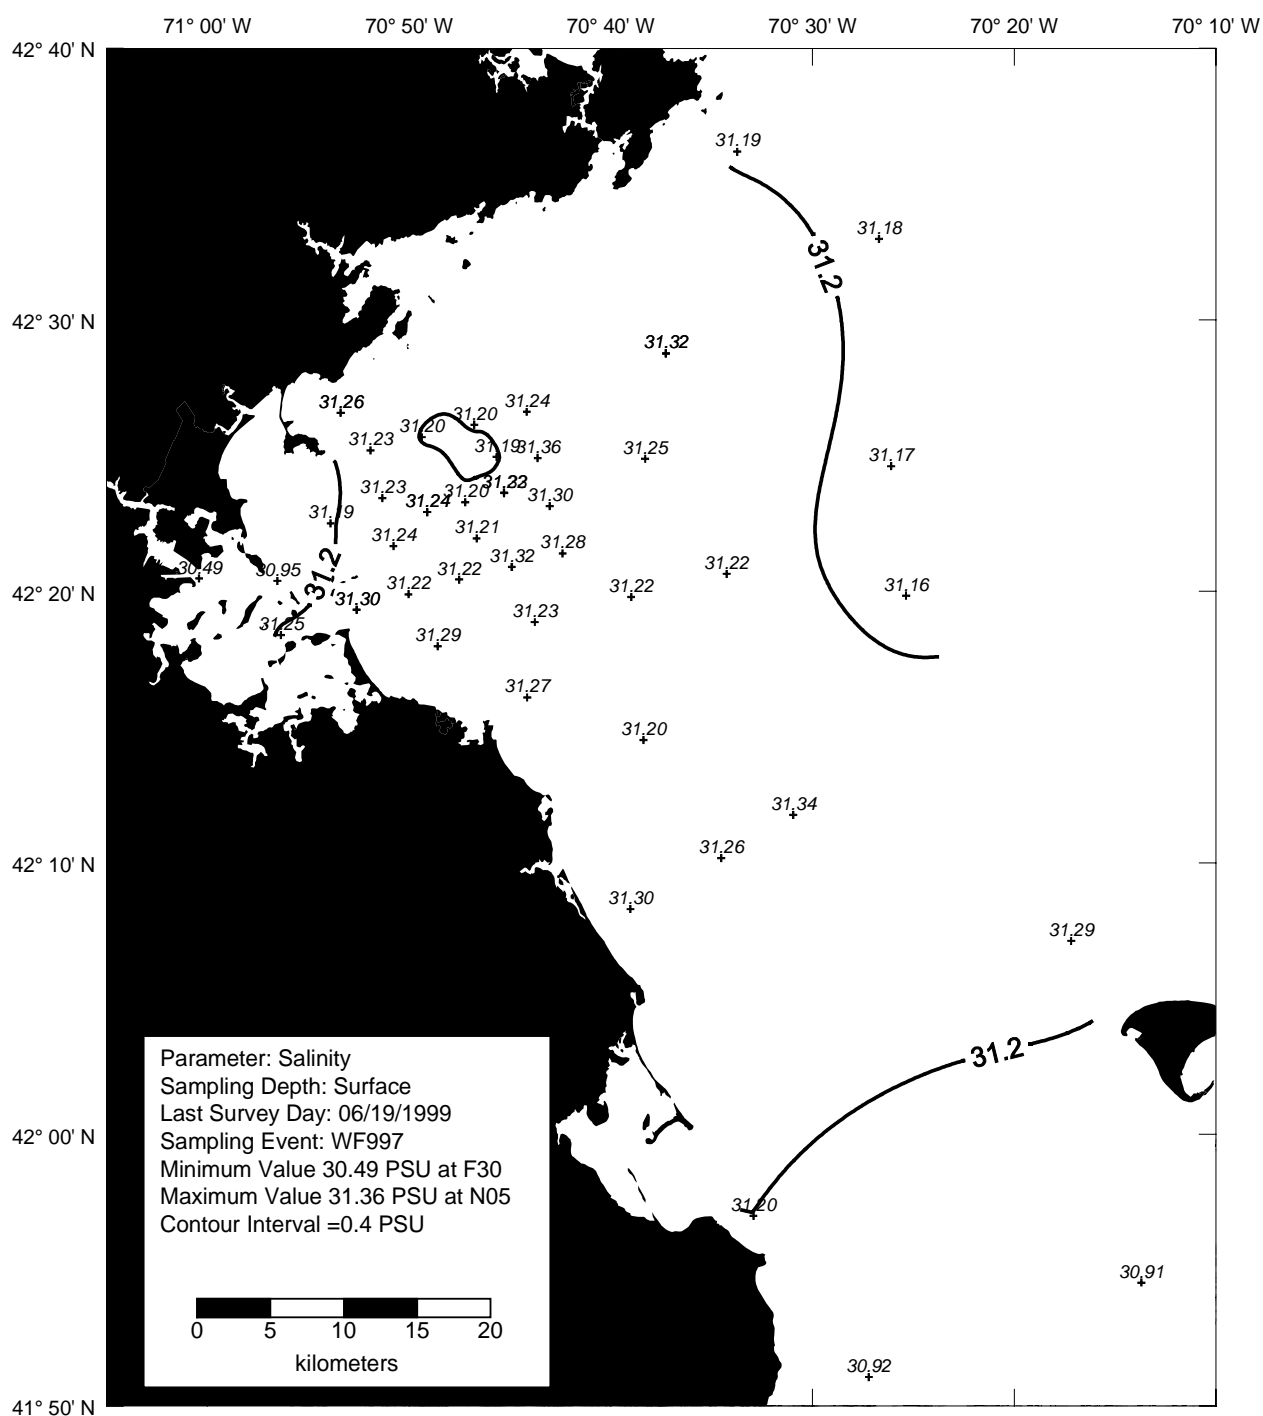 71° 00' W 70° 50' W 70° 40' W 70° 30' W 70° 20' W 70° 10' W
42° 40' N
31.19
31.18
31.2
42° 30' N
31.32
31.26
31.24
31.20
31.20
31.23
31.19
31.36
31.25
31.17
31.23
31.20
31.24
31.30
31.19
31.21
31.24
31.28
31.32
30.49
30.95
31.2
31.22
31.22
31.22
31.22
31.16
42° 20' N
31.30
31.23
31.25
31.29
31.27
31.20
31.34
31.26
42° 10' N
31.30
31.29
31.2
42° 00' N
31.20
30.91
30.92
41° 50' N
Parameter: Salinity
Sampling Depth: Surface
Last Survey Day: 06/19/1999
Sampling Event: WF997
Minimum Value 30.49 PSU at F30
Maximum Value 31.36 PSU at N05
Contour Interval =0.4 PSU
0 5 10 15 20
kilometers